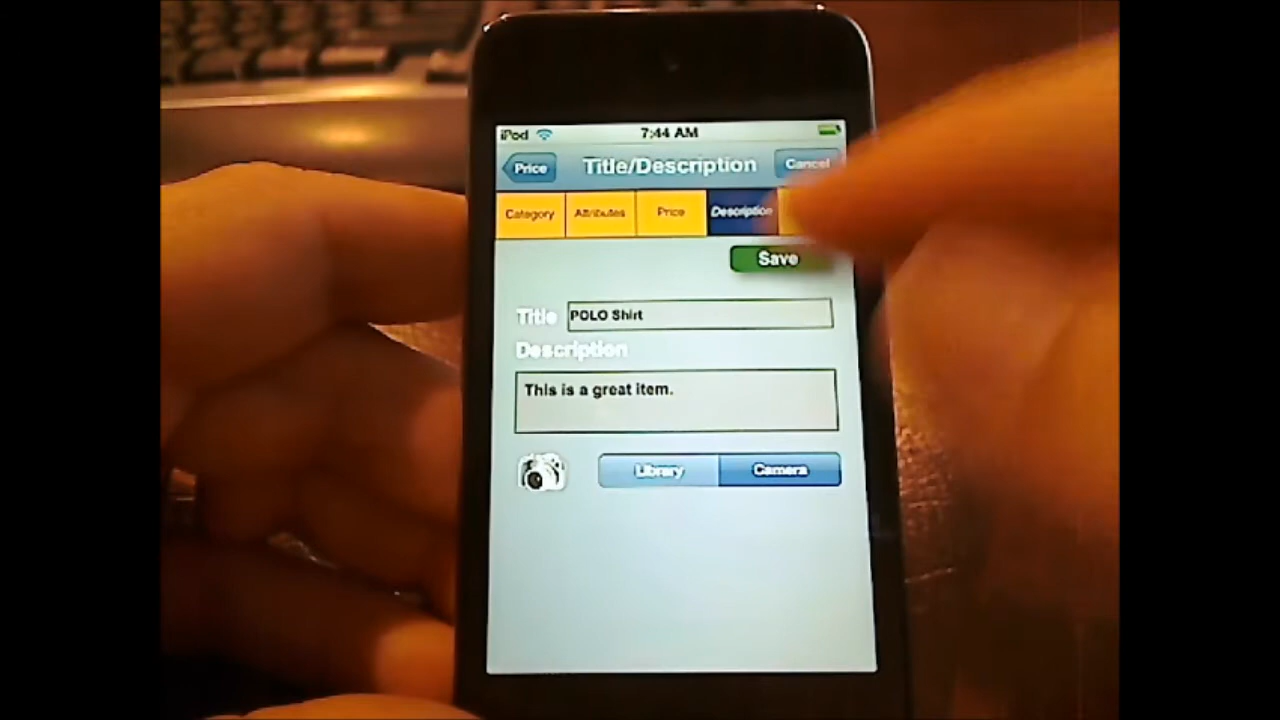 iPod 7:44 AM
Price Title/Description Cancel
Category Attributes Price Description
Save
Title POLO Shirt
Description
This is a great item.
Library Camera